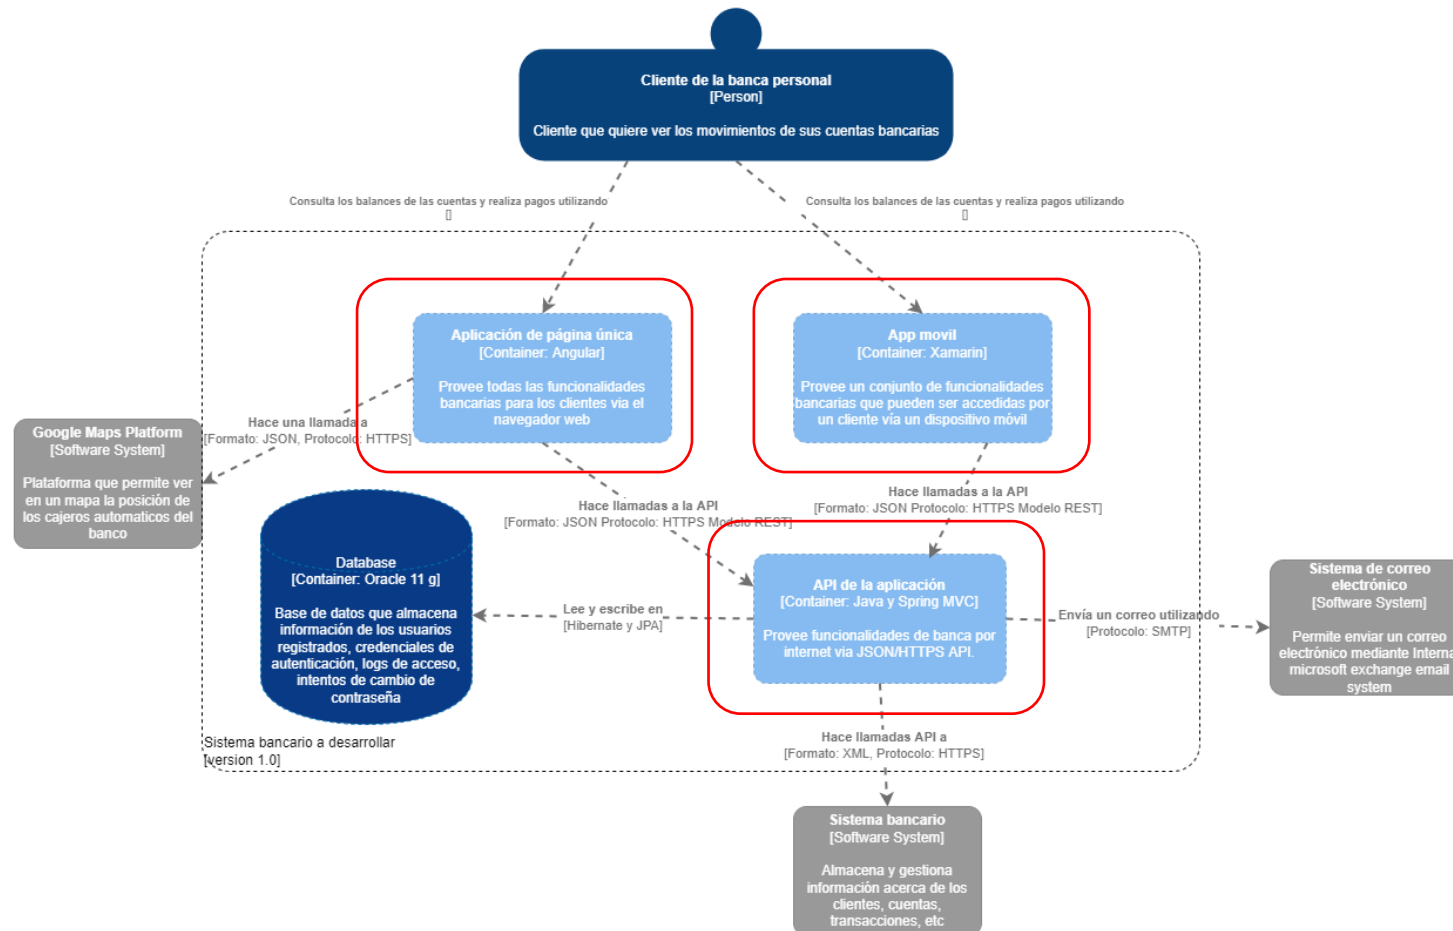 Cliente de la banca personal
[Person]
Cliente que quiere ver los movimientos de sus cuentas bancarias
Consulta los balances de las cuentas y realiza pagos utilizando
Consulta los balances de las cuentas y realiza pagos utilizando
Aplicación de página única
[Container: Angular]
Provee todas las funcionalidades
bancarias para los clientes via el
navegador web
App movil
[Container: Xamarin]
Provee un conjunto de funcionalidades
bancarias que pueden ser accedidas por
un cliente vía un dispositivo móvil
Hace una llamada a
[Formato: JSON, Protocolo: HTTPS]
Google Maps Platform
[Software System]
Plataforma que permite ver
en un mapa la posición de
los cajeros automaticos del
banco
Hace llamadas a la API
[Formato: JSON Protocolo: HTTPS Modelo REST]
Hace llamadas a la API
[Formato: JSON Protocolo: HTTPS Modelo REST]
Database
[Container: Oracle 11 g]
Base de datos que almacena
información de los usuarios
registrados, credenciales de
autenticación, logs de acceso,
intentos de cambio de
contraseña
Lee y escribe en
[Hibernate y JPA]
API de la aplicación
[Container: Java y Spring MVC]
Provee funcionalidades de banca por
internet via JSON/HTTPS API.
Envía un correo utilizando
[Protocolo: SMTP]
Sistema de correo
electrónico
[Software System]
Permite enviar un correo
electrónico mediante Interna
microsoft exchange email
system
Sistema bancario a desarrollar
[version 1.0]
Hace llamadas API a
[Formato: XML, Protocolo: HTTPS]
Sistema bancario
[Software System]
Almacena y gestiona
información acerca de los
clientes, cuentas,
transacciones, etc